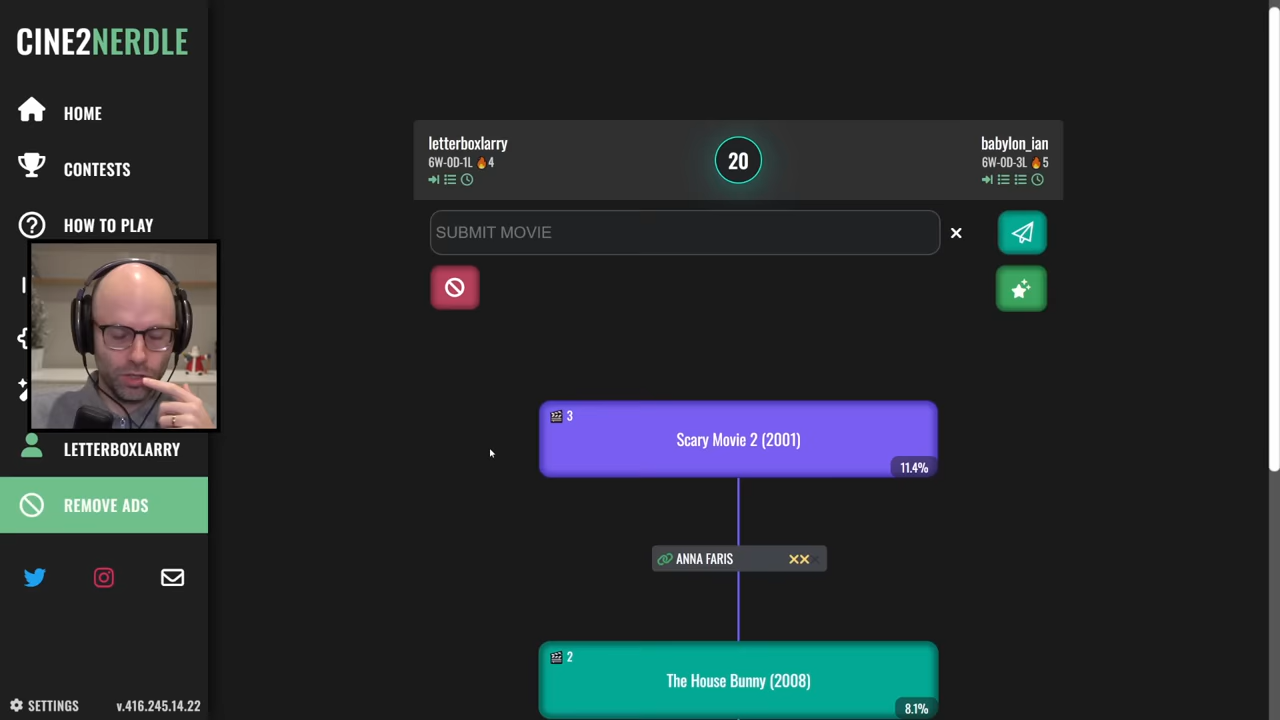 CINE2NERDLE
HOME
CONTESTS
HOW TO PLAY
LETTERBOXLARRY
REMOVE ADS
SETTINGS
v.416.245.14.22
letterboxlarry
6W-0D-1L 🔥4
20
babylon_ian
6W-0D-3L 🔥5
SUBMIT MOVIE
3
Scary Movie 2 (2001)
11.4%
ANNA FARIS
2
The House Bunny (2008)
8.1%